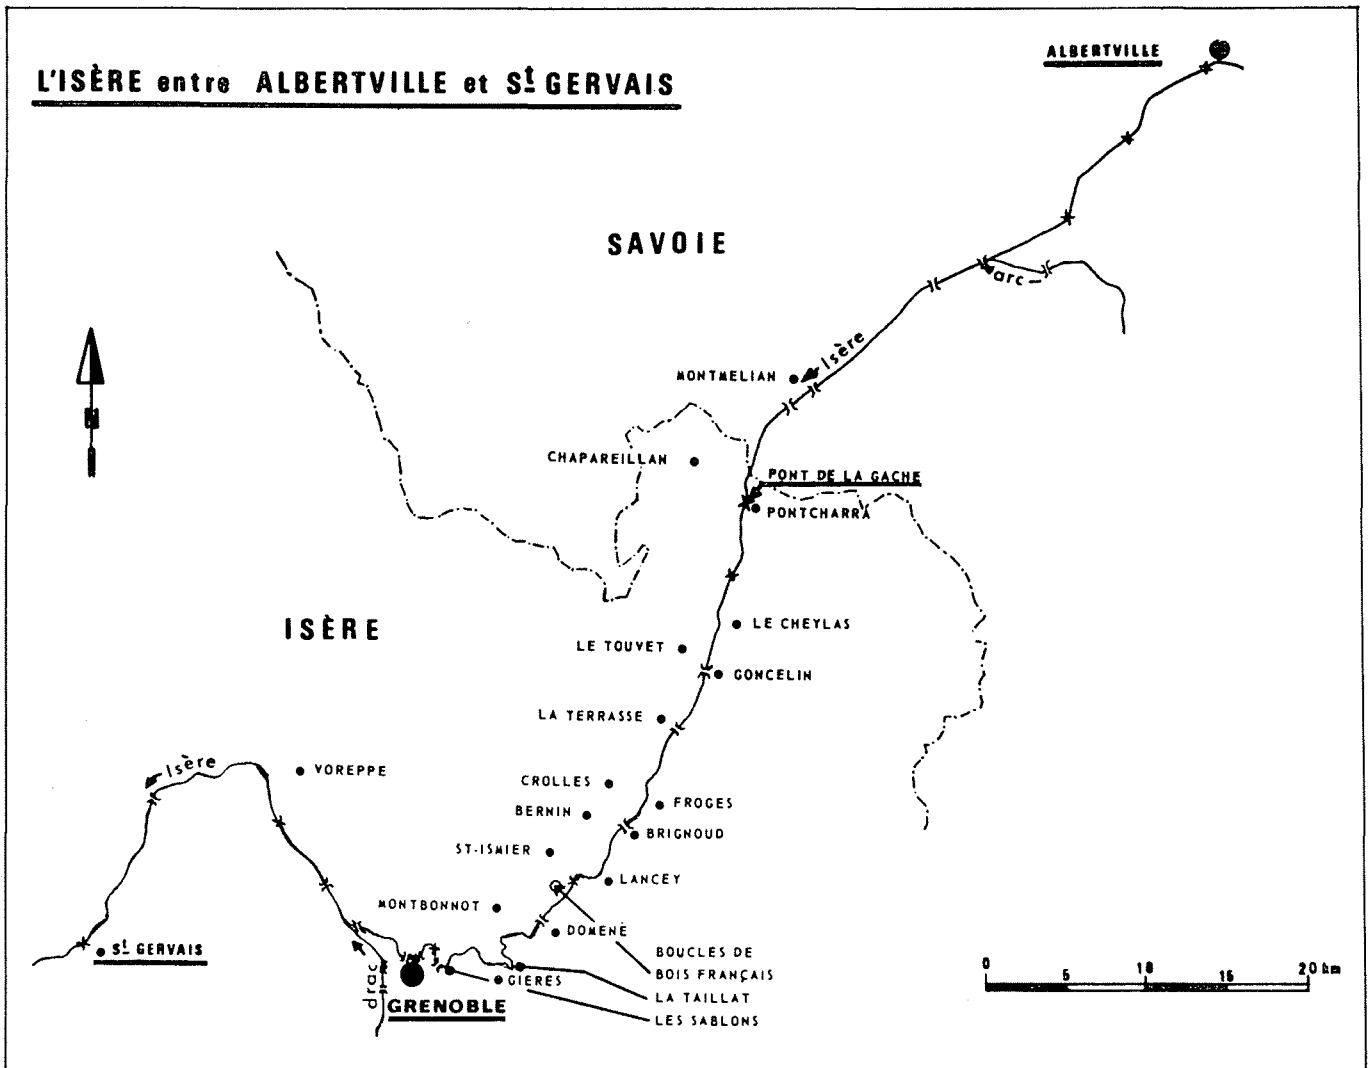 ALBERTVILLE
L'ISÈRE entre ALBERTVILLE et St GERVAIS
SAVOIE
arc
Isère
MONTMELIAN
CHAPAREILLAN
PONT DE LA GACHE
PONTCHARRA
N
ISÈRE
LE CHEYLAS
LE TOUVET
GONCELIN
LA TERRASSE
Isère
VOREPPE
CROLLES
FROGES
BERNIN
BRIGNOUD
ST-ISMIER
LANCEY
MONTBONNOT
DOMENE
St GERVAIS
BOUCLES DE
BOIS FRANÇAIS
GIERES
drac
LA TAILLAT
GRENOBLE
LES SABLONS
0 5 10 15 20 km